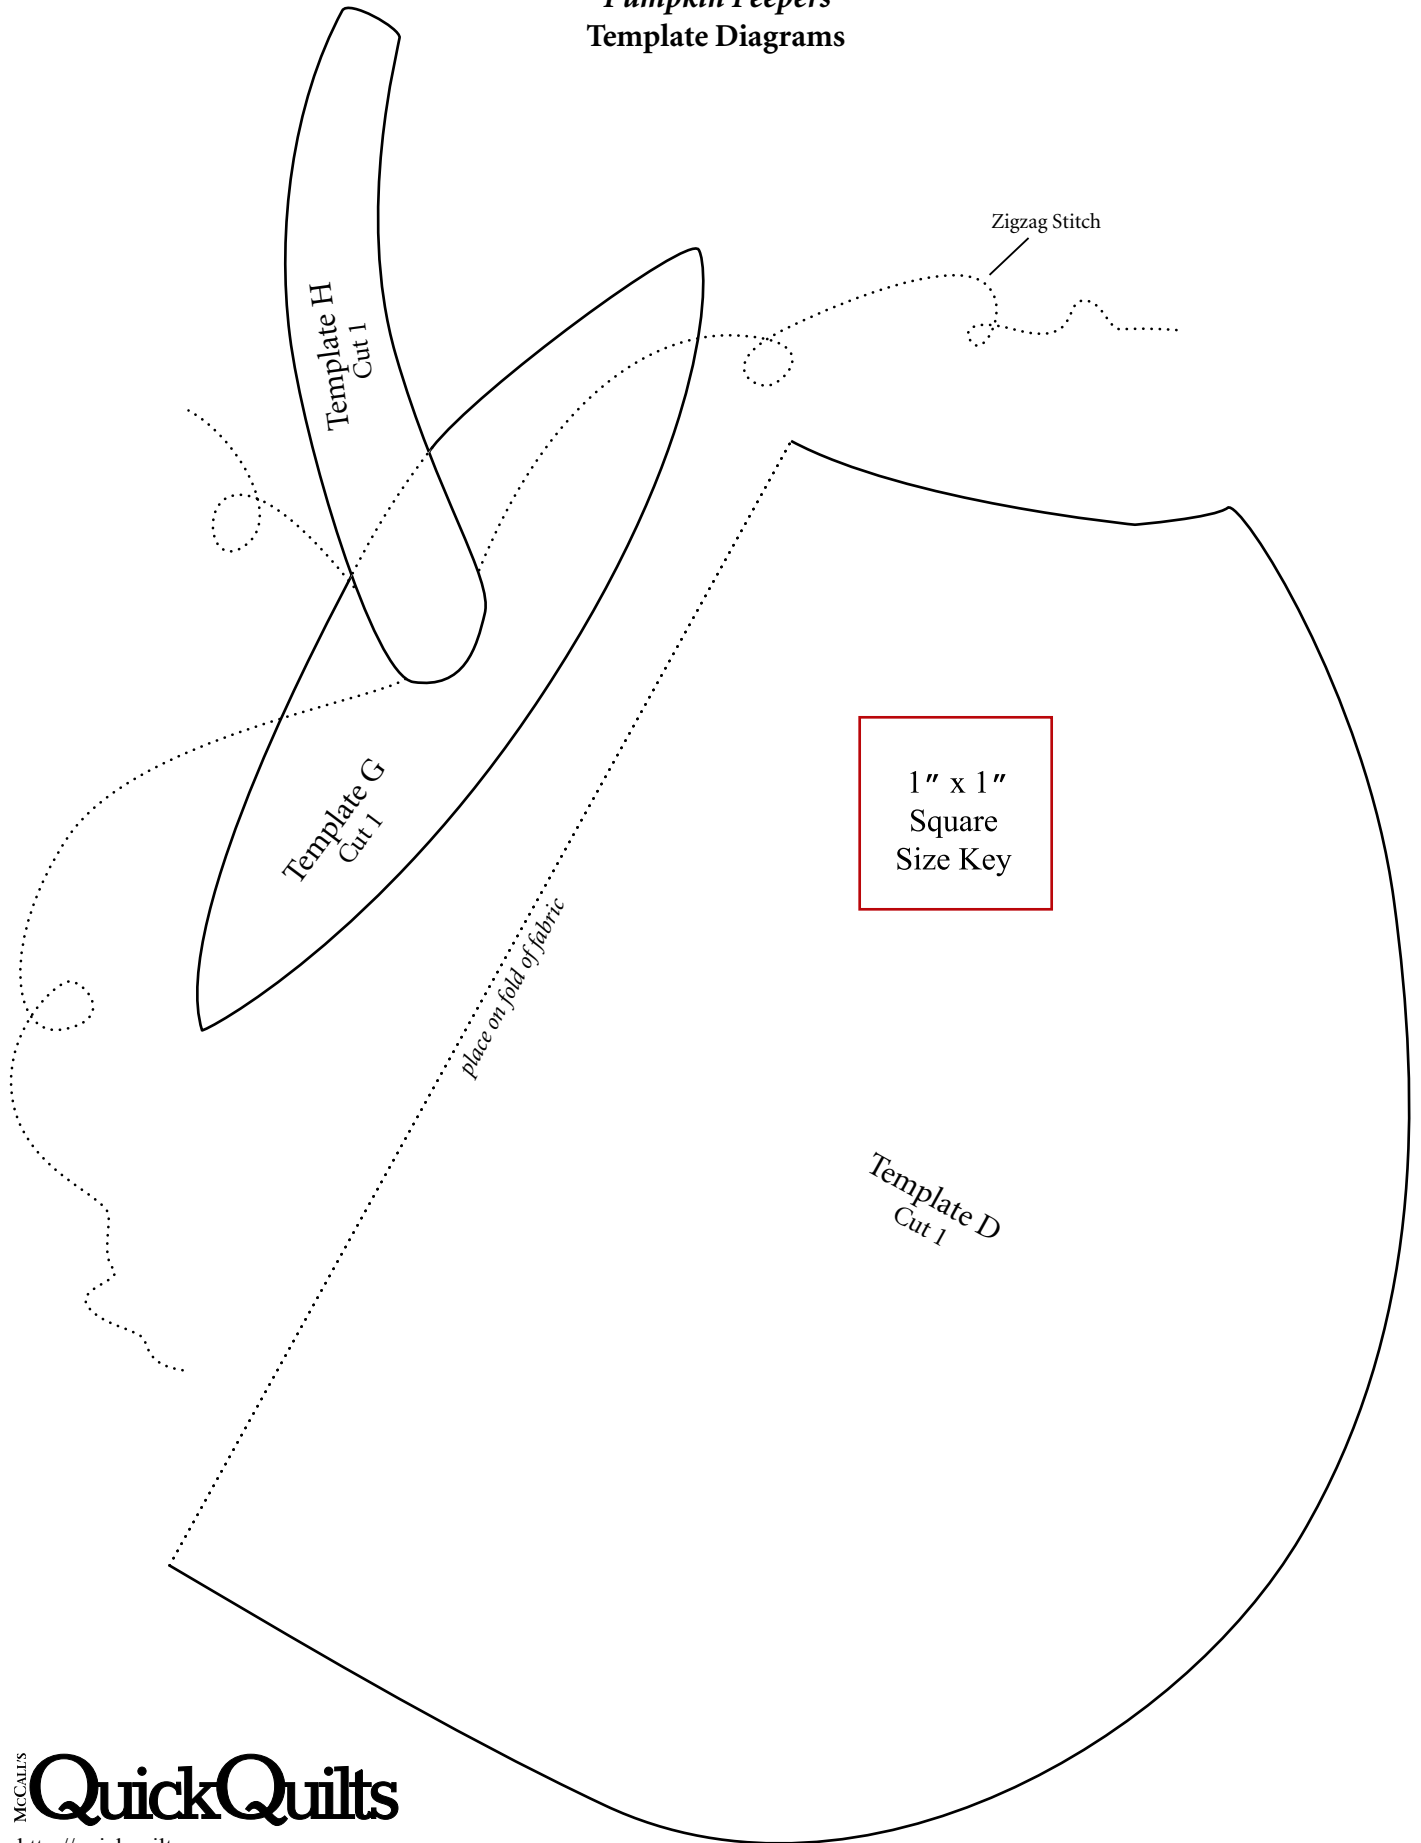 Pumpkin Peepers
Template Diagrams
Zigzag Stitch
Template H
Cut 1
1″ x 1″
Square
Size Key
Template G
Cut 1
place on fold of fabric
Template D
Cut 1
McCALL'S
QuickQuilts